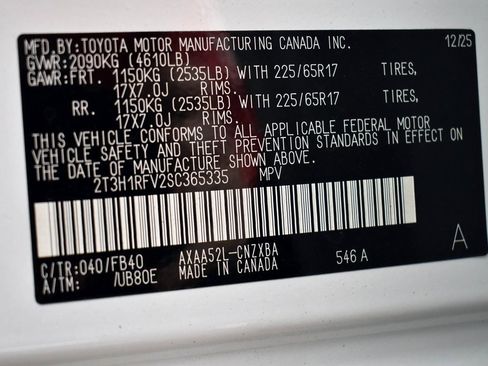 MFD.BY:TOYOTA MOTOR MANUFACTURING CANADA INC. 12/25
GVWR:2090KG (4610LB)
GAWR:FRT. 1150KG (2535LB) WITH 225/65R17 TIRES,
17X7.0J RIMS.
RR. 1150KG (2535LB) WITH 225/65R17 TIRES,
17X7.0J RIMS.
THIS VEHICLE CONFORMS TO ALL APPLICABLE FEDERAL MOTOR
VEHICLE SAFETY AND THEFT PREVENTION STANDARDS IN EFFECT ON
THE DATE OF MANUFACTURE SHOWN ABOVE.
2T3H1RFV2SC365335 MPV
C/TR:040/FB40 AXAA52L-CNZXBA 546 A A
A/TM: /UB80E MADE IN CANADA